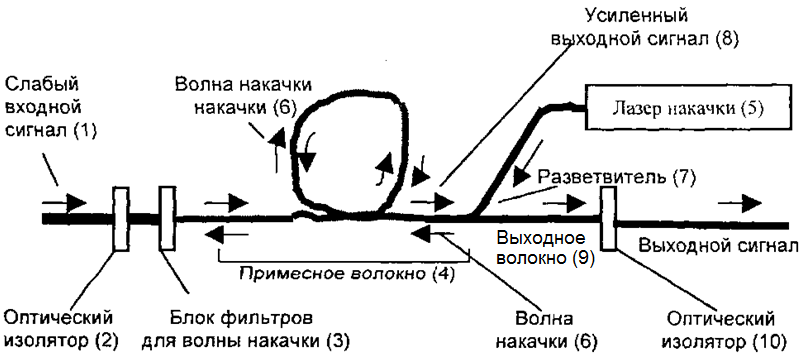 Усиленный
выходной сигнал (8)
Слабый
входной
сигнал (1)
Волна накачки
накачки (6)
Лазер накачки (5)
Разветвитель (7)
Выходное
волокно (9)
Выходной сигнал
Примесное волокно (4)
Оптический
изолятор (2)
Блок фильтров
для волны накачки (3)
Волна
накачки (6)
Оптический
изолятор (10)